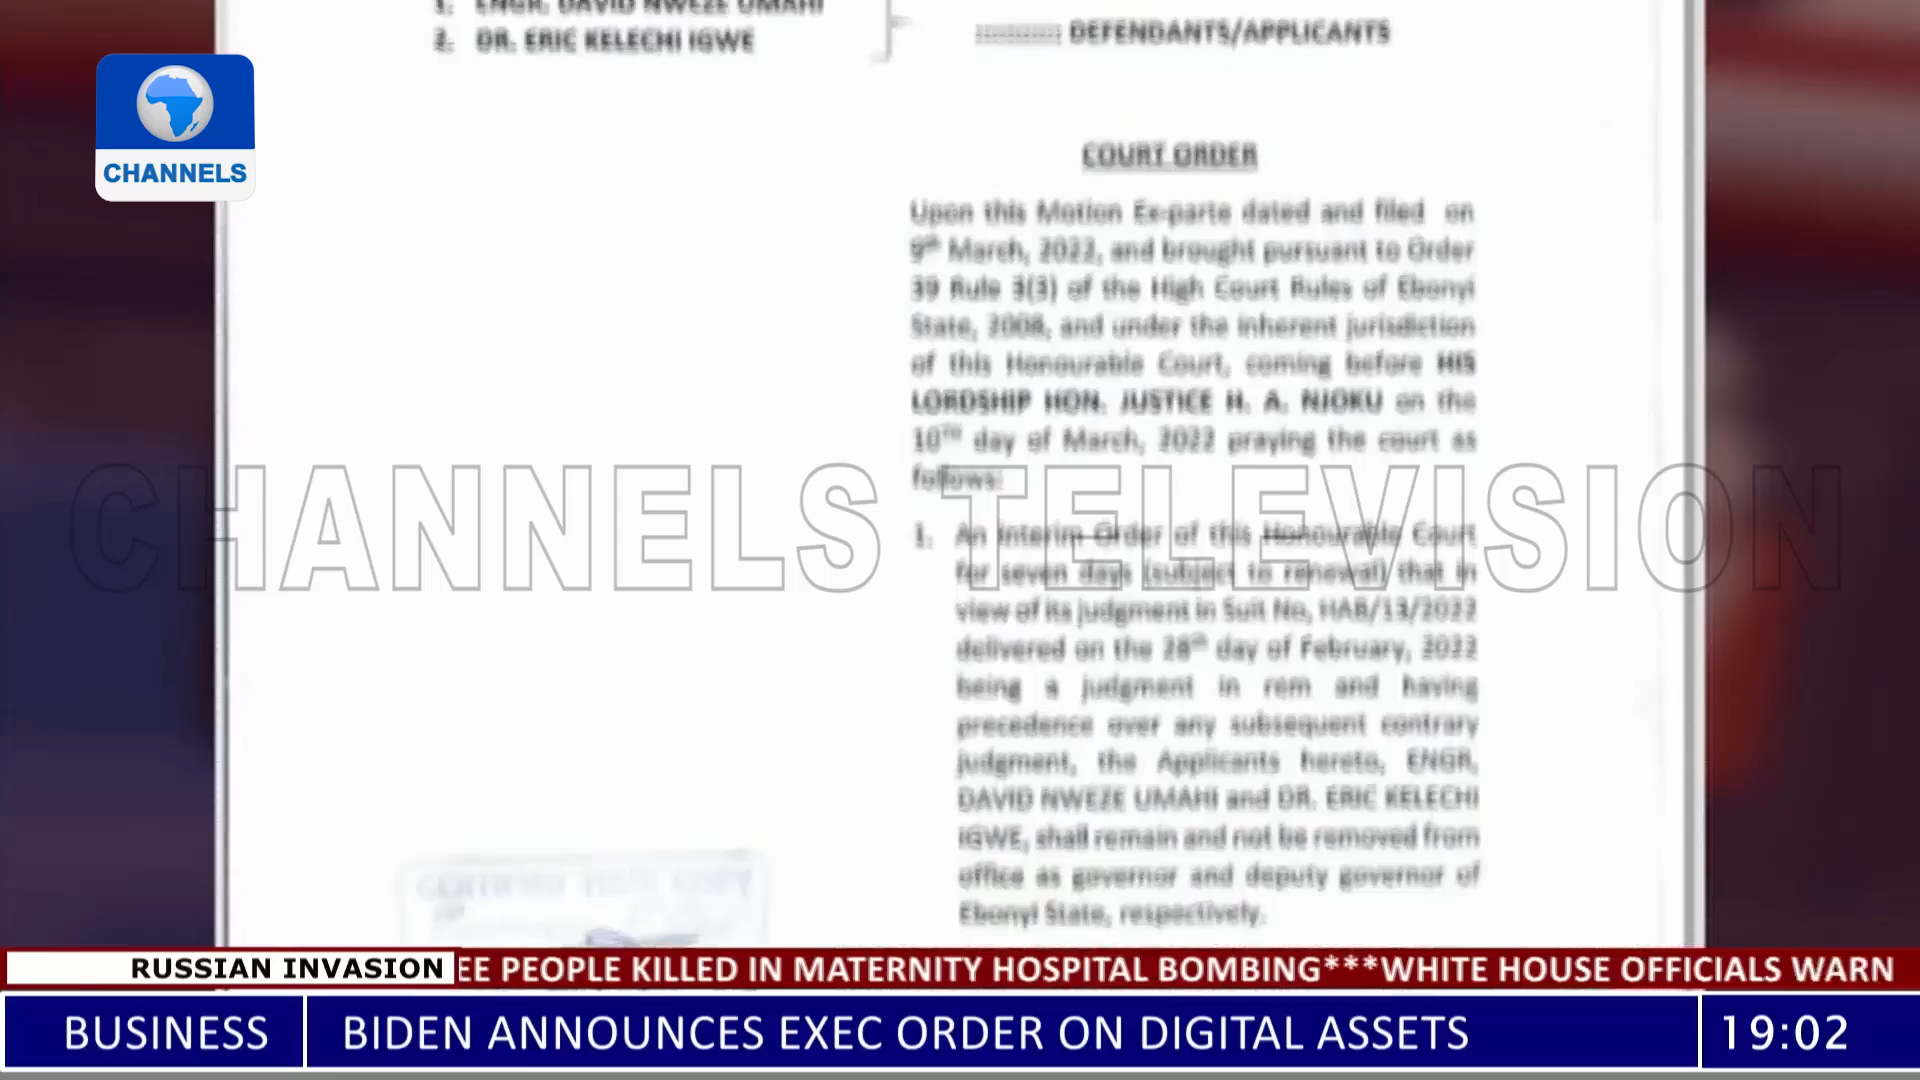 1. ENGR. DAVID NWEZE UMAHI
2. DR. ERIC KELECHI IGWE
:::::::::::: DEFENDANTS/APPLICANTS
CHANNELS
COURT ORDER
Upon this Motion Ex-parte dated and filed on
9th March, 2022, and brought pursuant to Order
39 Rule 3(3) of the High Court Rules of Ebonyi
State, 2008, and under the inherent jurisdiction
of this Honourable Court, coming before HIS
LORDSHIP HON. JUSTICE H. A. NJOKU on the
10TH day of March, 2022 praying the court as
follows:
CHANNELS TELEVISION
1. An Interim Order of this Honourable Court
for seven days (subject to renewal) that in
view of its judgment in Suit No, HAB/13/2022
delivered on the 28th day of February, 2022
being a judgment in rem and having
precedence over any subsequent contrary
judgment, the Applicants hereto, ENGR.
DAVID NWEZE UMAHI and DR. ERIC KELECHI
IGWE, shall remain and not be removed from
office as governor and deputy governor of
Ebonyi State, respectively.
CERTIFIED TRUE COPY
RUSSIAN INVASION
EE PEOPLE KILLED IN MATERNITY HOSPITAL BOMBING***WHITE HOUSE OFFICIALS WARN
BUSINESS
BIDEN ANNOUNCES EXEC ORDER ON DIGITAL ASSETS
19:02